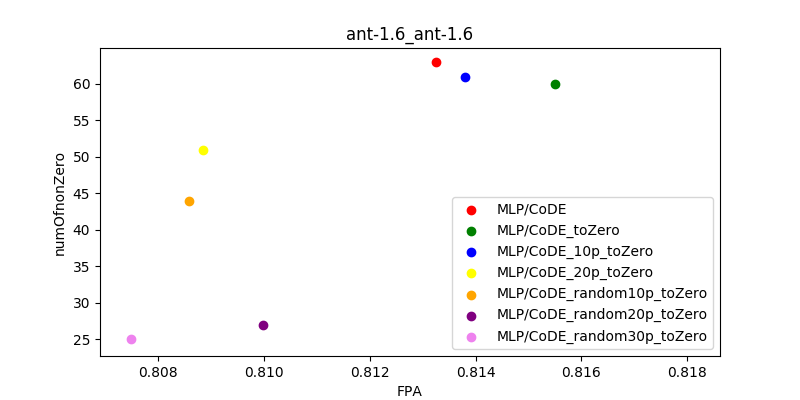 ant-1.6_ant-1.6
numOfnonZero
60
55
50
45
40
35
30
25
MLP/CoDE
MLP/CoDE_toZero
MLP/CoDE_10p_toZero
MLP/CoDE_20p_toZero
MLP/CoDE_random10p_toZero
MLP/CoDE_random20p_toZero
MLP/CoDE_random30p_toZero
0.808 0.810 0.812 0.814 0.816 0.818
FPA